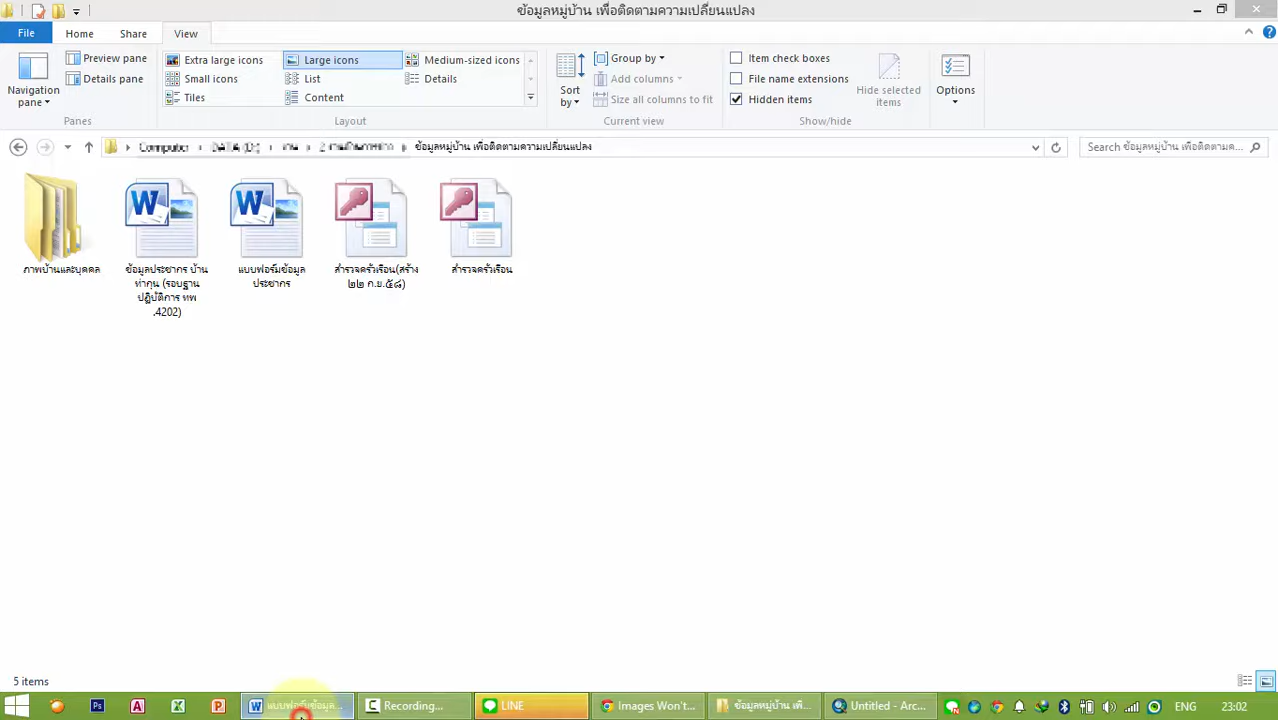 ข้อมูลหมู่บ้าน เพื่อติดตามความเปลี่ยนแปลง
File Home Share View
Preview pane
Details pane
Navigation pane
Panes
Extra large icons Large icons Medium-sized icons
Small icons List Details
Tiles Content
Layout
Sort by
Group by
Add columns
Size all columns to fit
Current view
Item check boxes
File name extensions
Hidden items
Hide selected items
Show/hide
Options
Computer ข้อมูลหมู่บ้าน เพื่อติดตามความเปลี่ยนแปลง
Search ข้อมูลหมู่บ้าน เพื่อติดตามค...
ภาพบ้านและบุคคล
ข้อมูลประชากร บ้าน
ท่ากุน (รอบฐาน
ปฏิบัติการ ทพ
.4202)
แบบฟอร์มข้อมูล
ประชากร
สำรวจครัวเรือน(สร้าง
๒๒ ก.ย.๕๘)
สำรวจครัวเรือน
5 items
แบบฟอร์มข้อมูล... Recording... LINE Images Won't... ข้อมูลหมู่บ้าน เพื่... Untitled - Arc... ENG 23:02